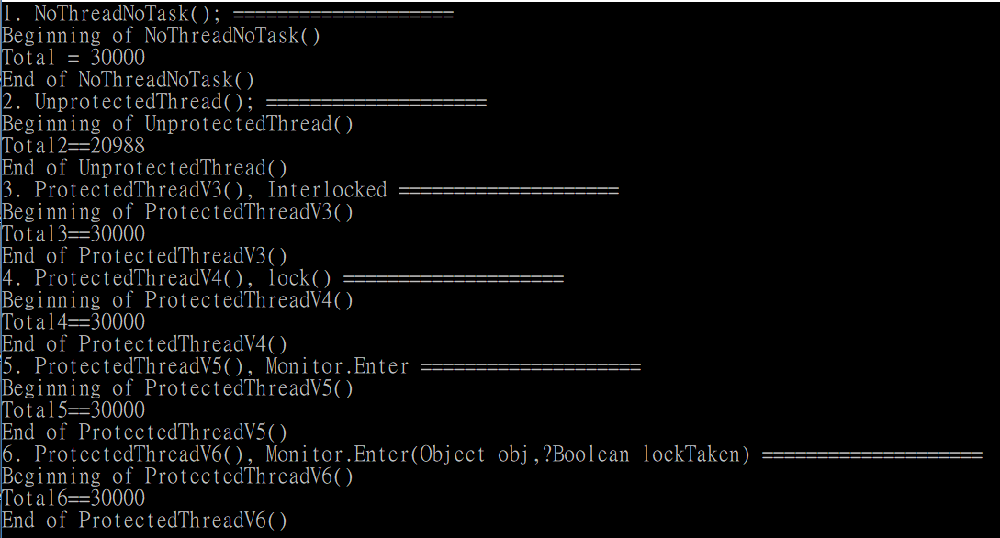 1. NoThreadNoTask(); ====================
Beginning of NoThreadNoTask()
Total = 30000
End of NoThreadNoTask()
2. UnprotectedThread(); ====================
Beginning of UnprotectedThread()
Total2==20988
End of UnprotectedThread()
3. ProtectedThreadV3(), Interlocked ====================
Beginning of ProtectedThreadV3()
Total3==30000
End of ProtectedThreadV3()
4. ProtectedThreadV4(), lock() ====================
Beginning of ProtectedThreadV4()
Total4==30000
End of ProtectedThreadV4()
5. ProtectedThreadV5(), Monitor.Enter ====================
Beginning of ProtectedThreadV5()
Total5==30000
End of ProtectedThreadV5()
6. ProtectedThreadV6(), Monitor.Enter(Object obj,?Boolean lockTaken) ====================
Beginning of ProtectedThreadV6()
Total6==30000
End of ProtectedThreadV6()